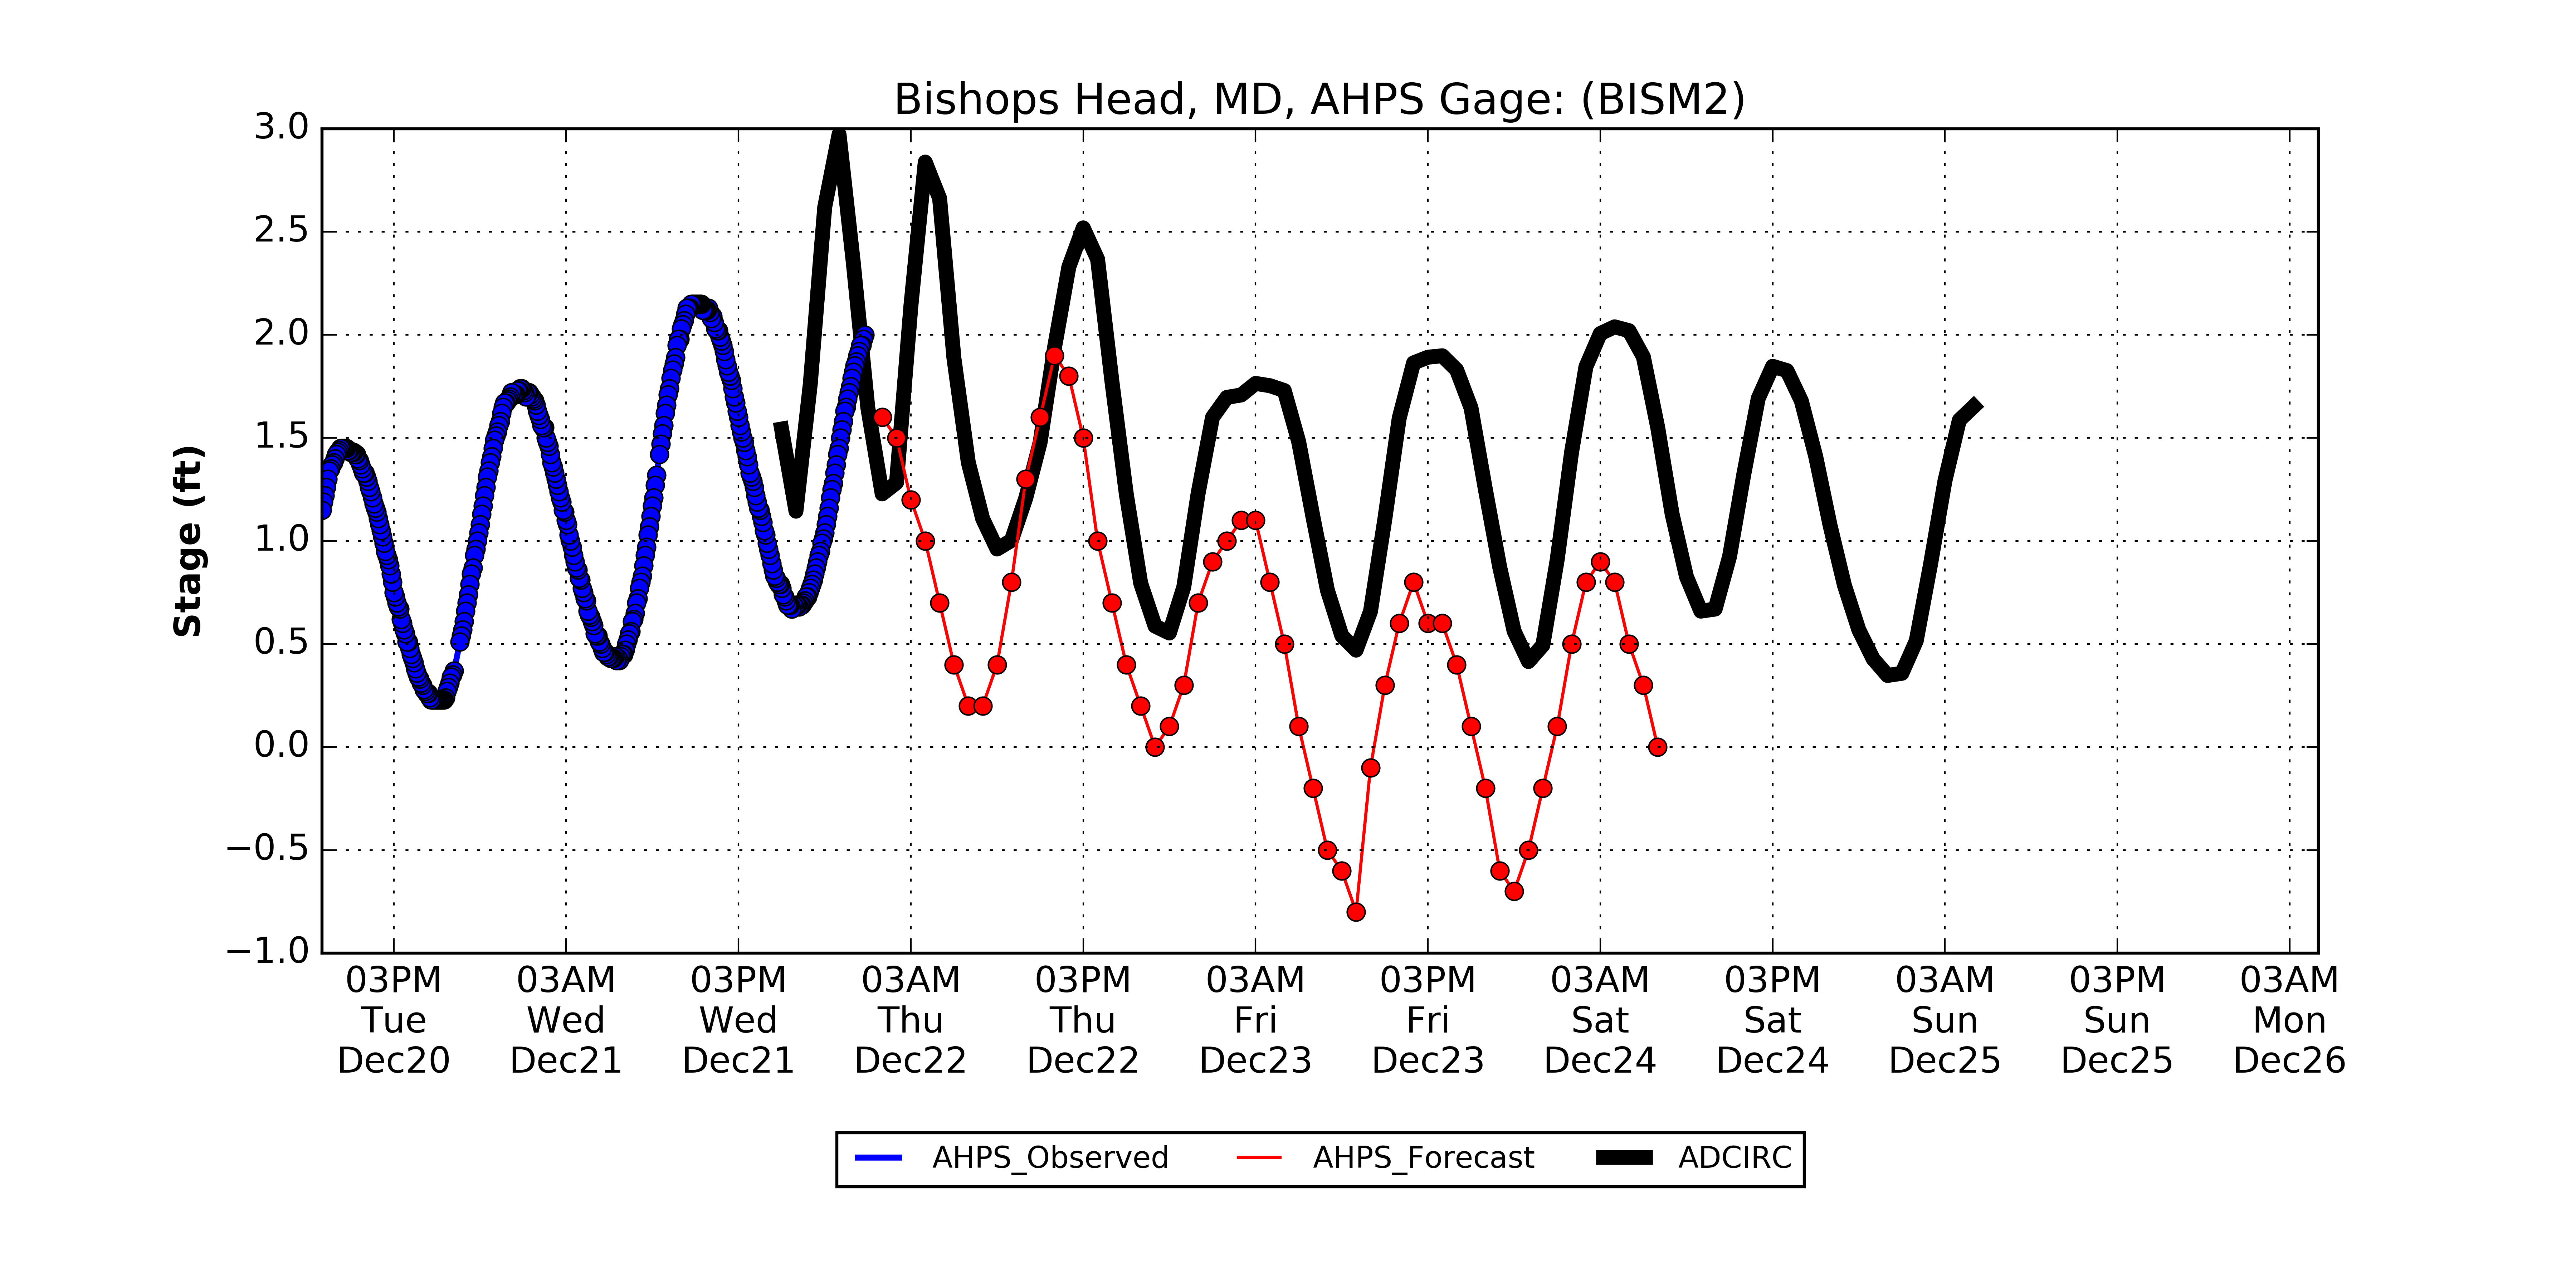 Bishops Head, MD, AHPS Gage: (BISM2)
3.0
2.5
2.0
1.5
1.0
0.5
0.0
−0.5
−1.0
Stage (ft)
03PM 03AM 03PM 03AM 03PM 03AM 03PM 03AM 03PM 03AM 03PM 03AM
Tue Wed Wed Thu Thu Fri Fri Sat Sat Sun Sun Mon
Dec20 Dec21 Dec21 Dec22 Dec22 Dec23 Dec23 Dec24 Dec24 Dec25 Dec25 Dec26
AHPS_Observed AHPS_Forecast ADCIRC